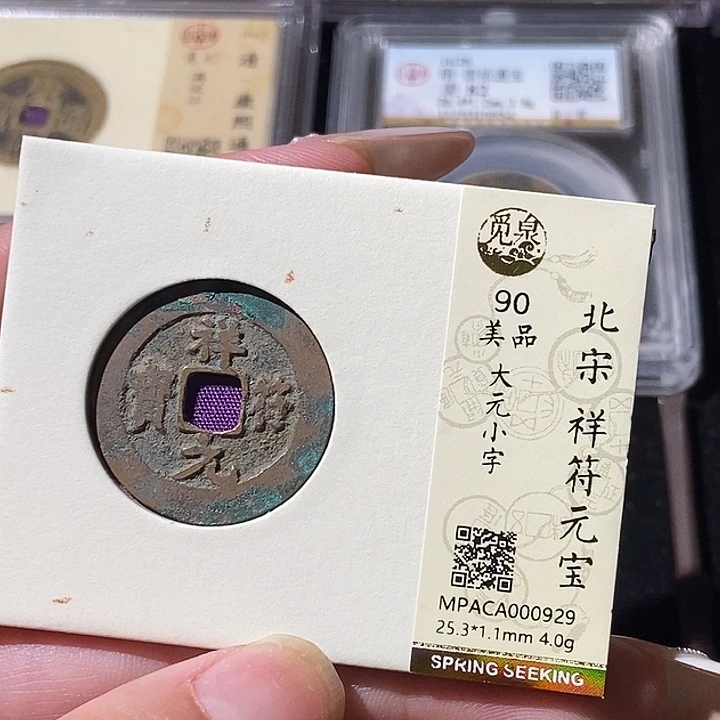 觅泉
90
美品
大元小字
北宋 祥符元宝
MPACA000929
25.3*1.1mm 4.0g
SPRING SEEKING
祥符元寶